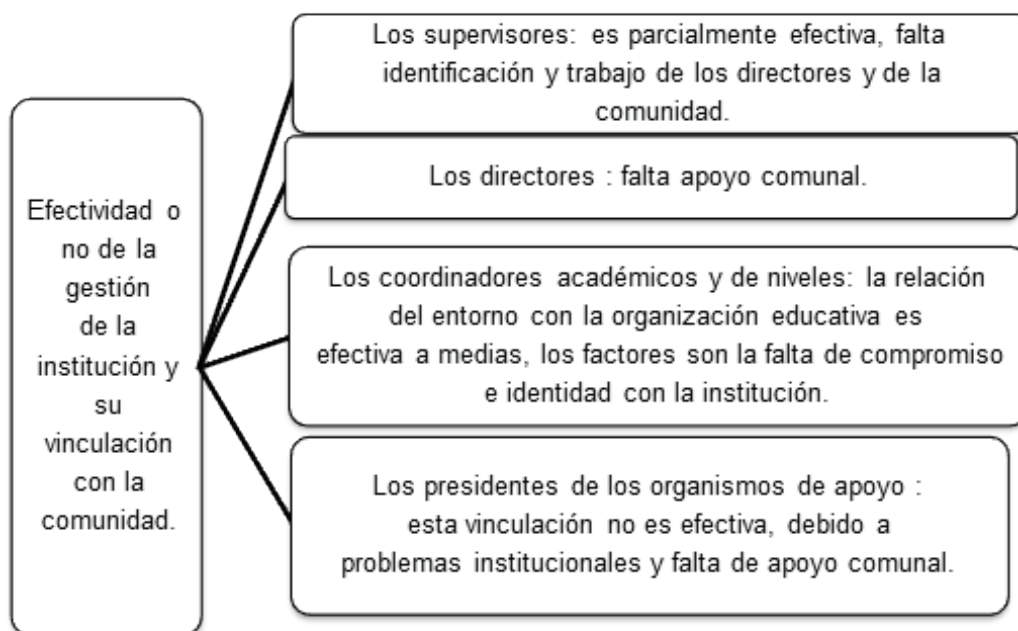 Efectividad o
no de la
gestión
de la
institución y
su
vinculación
con la
comunidad.
Los supervisores: es parcialmente efectiva, falta
identificación y trabajo de los directores y de la
comunidad.
Los directores : falta apoyo comunal.
Los coordinadores académicos y de niveles: la relación
del entorno con la organización educativa es
efectiva a medias, los factores son la falta de compromiso
e identidad con la institución.
Los presidentes de los organismos de apoyo :
esta vinculación no es efectiva, debido a
problemas institucionales y falta de apoyo comunal.